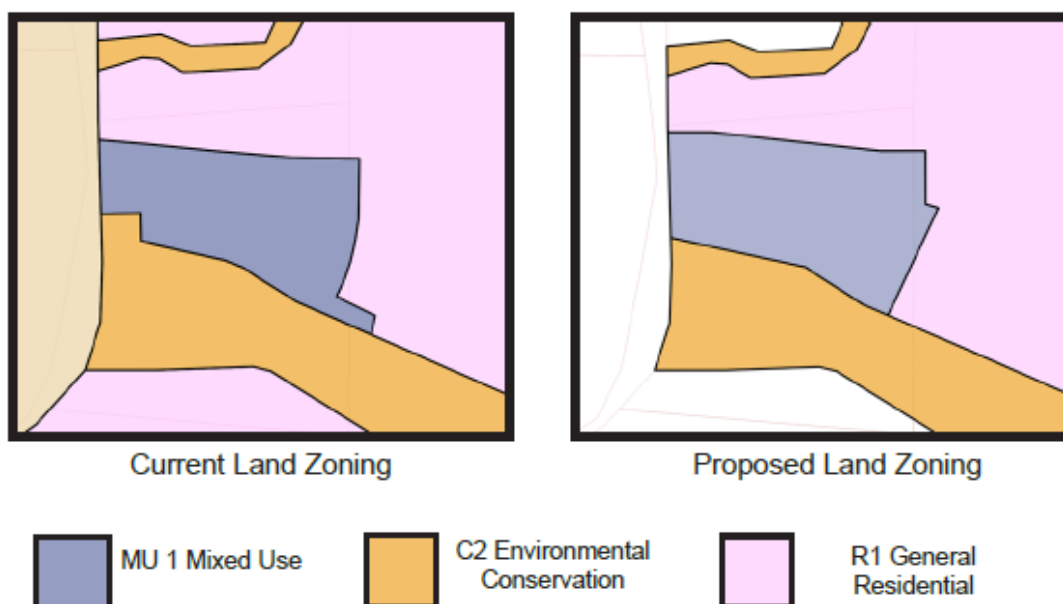 Current Land Zoning
Proposed Land Zoning
MU 1 Mixed Use
C2 Environmental
Conservation
R1 General
Residential